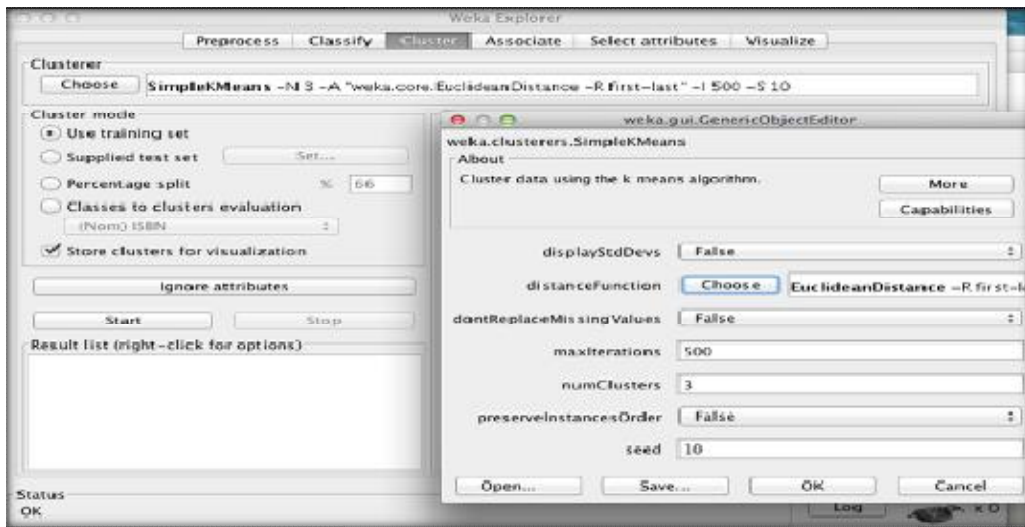 Weka Explorer
Preprocess Classify Cluster Associate Select attributes Visualize
Clusterer
Choose SimpleKMeans -N 3 -A "weka.core.EuclideanDistance -R first-last" -I 500 -S 10
Cluster mode
Use training set
Supplied test set Set...
Percentage split % 66
Classes to clusters evaluation
(Nom) ISBN
Store clusters for visualization
Ignore attributes
Start Stop
Result list (right-click for options)
Status
OK
Log x 0
weka.gui.GenericObjectEditor
weka.clusterers.SimpleKMeans
About
Cluster data using the k means algorithm.
More
Capabilities
displayStdDevs False
distanceFunction Choose EuclideanDistance -R first-l
dontReplaceMissingValues False
maxIterations 500
numClusters 3
preserveInstancesOrder False
seed 10
Open... Save... OK Cancel